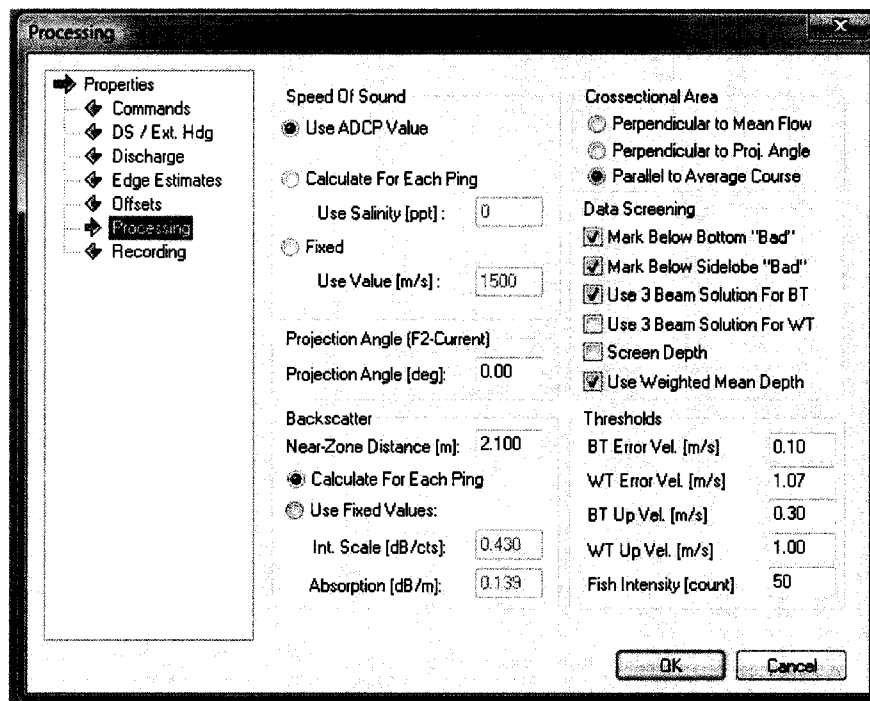 Processing
Properties
Commands
DS / Ext. Hdg
Discharge
Edge Estimates
Offsets
Processing
Recording
Speed Of Sound
Use ADCP Value
Calculate For Each Ping
Use Salinity [ppt] : 0
Fixed
Use Value [m/s] : 1500
Projection Angle (F2-Current)
Projection Angle [deg]: 0.00
Backscatter
Near-Zone Distance [m]: 2.100
Calculate For Each Ping
Use Fixed Values:
Int. Scale [dB/cts]: 0.430
Absorption [dB/m]: 0.139
Crossectional Area
Perpendicular to Mean Flow
Perpendicular to Proj. Angle
Parallel to Average Course
Data Screening
Mark Below Bottom "Bad"
Mark Below Sidelobe "Bad"
Use 3 Beam Solution For BT
Use 3 Beam Solution For WT
Screen Depth
Use Weighted Mean Depth
Thresholds
BT Error Vel. [m/s] 0.10
WT Error Vel. [m/s] 1.07
BT Up Vel. [m/s] 0.30
WT Up Vel. [m/s] 1.00
Fish Intensity [count] 50
OK Cancel